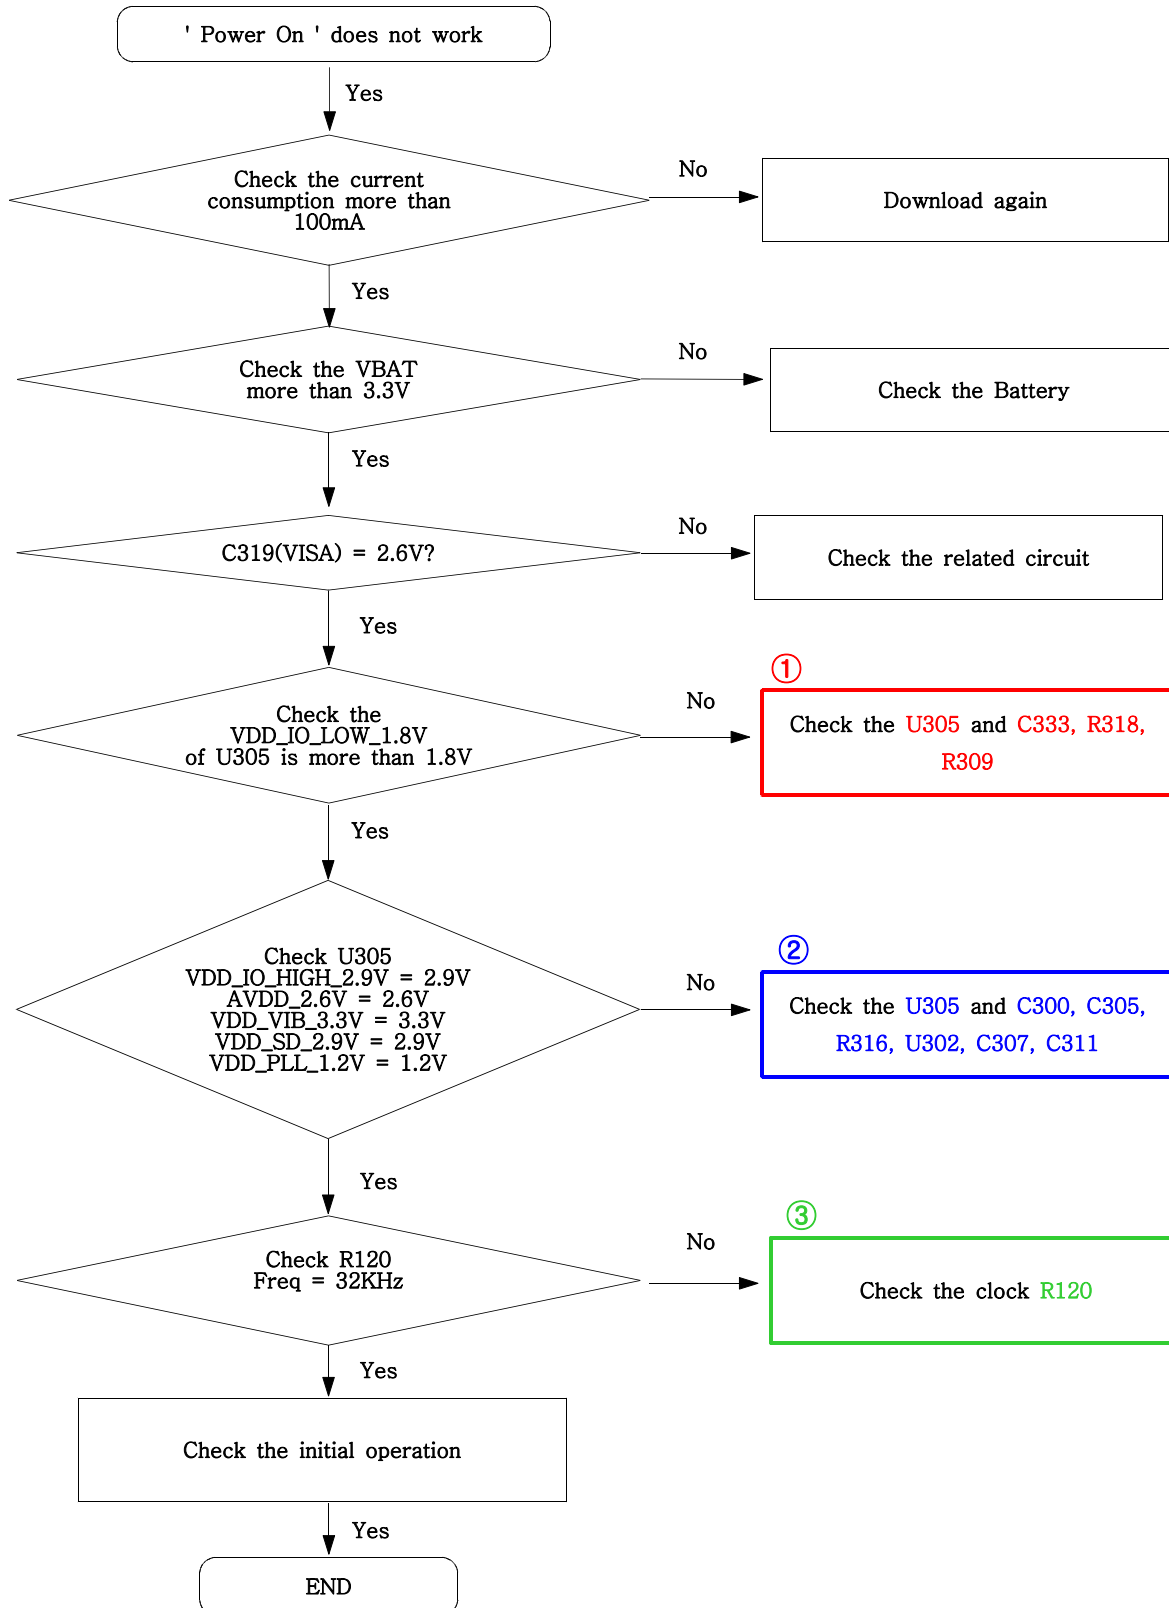 ' Power On ' does not work
Yes
Check the current
consumption more than
100mA
No
Download again
Yes
Check the VBAT
more than 3.3V
No
Check the Battery
Yes
C319(VISA) = 2.6V?
No
Check the related circuit
Yes
Check the
VDD_IO_LOW_1.8V
of U305 is more than 1.8V
No
①
Check the U305 and C333, R318,
R309
Yes
Check U305
VDD_IO_HIGH_2.9V = 2.9V
AVDD_2.6V = 2.6V
VDD_VIB_3.3V = 3.3V
VDD_SD_2.9V = 2.9V
VDD_PLL_1.2V = 1.2V
No
②
Check the U305 and C300, C305,
R316, U302, C307, C311
Yes
Check R120
Freq = 32KHz
No
③
Check the clock R120
Yes
Check the initial operation
Yes
END